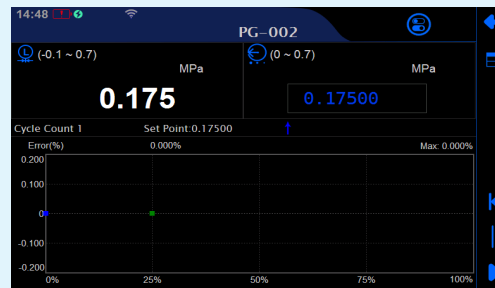 14:48
PG-002
L (-0.1 ~ 0.7)
(0 ~ 0.7)
MPa
MPa
0.175
0.17500
Cycle Count 1
Set Point:0.17500
Error(%)
0.000%
Max: 0.000%
0.200
0.100
0
-0.100
-0.200
0%
25%
50%
75%
100%